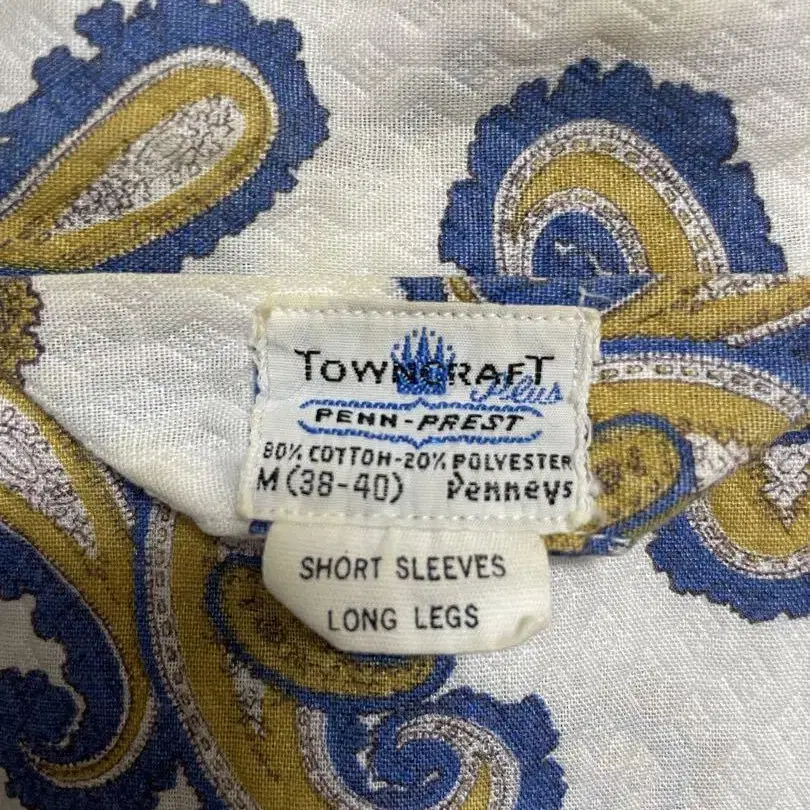 TOWNCRAFT
Plus
PENN-PREST
80% COTTON-20% POLYESTER
M (38-40) Penneys
SHORT SLEEVES
LONG LEGS